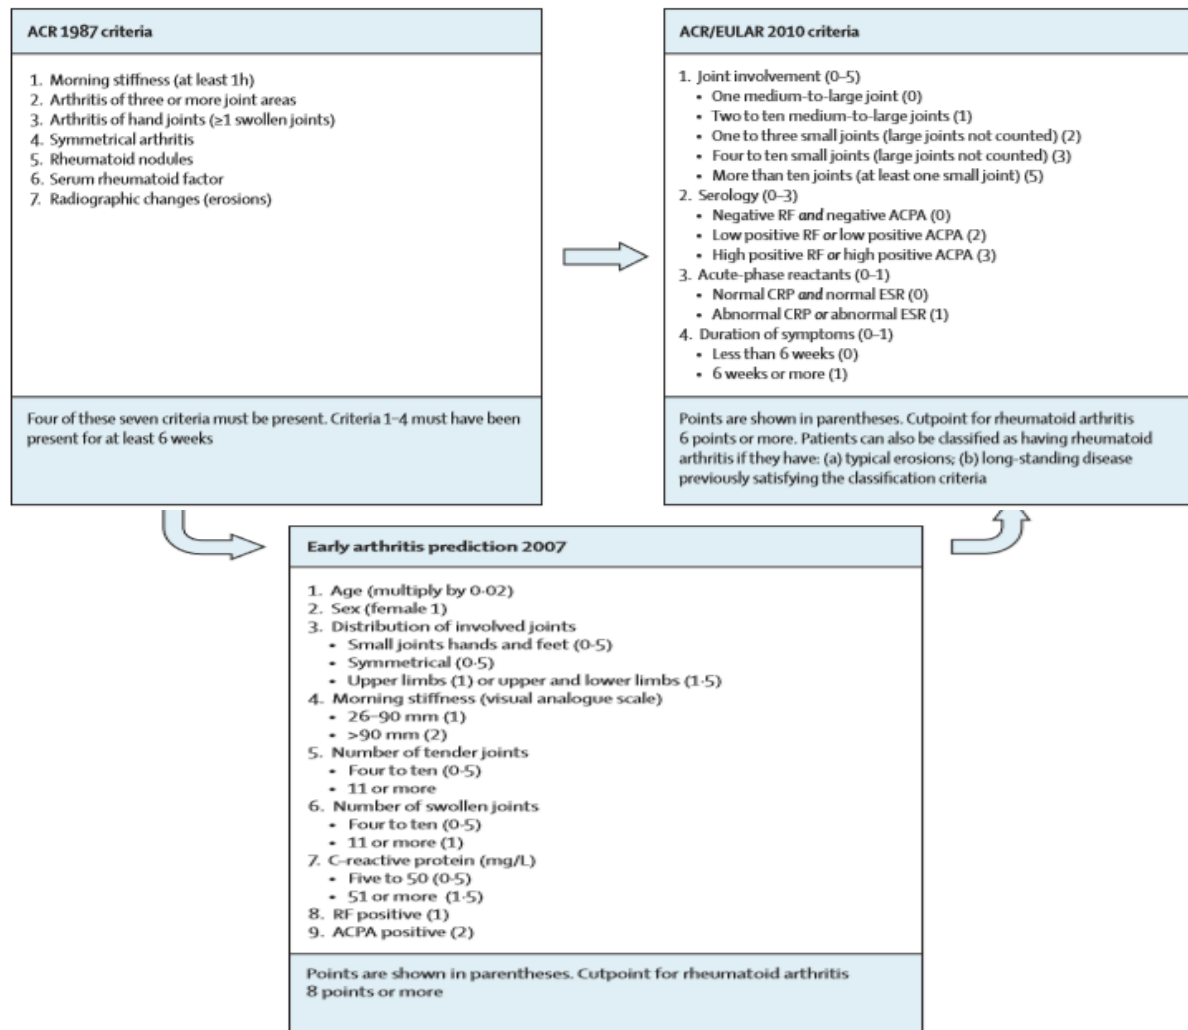 ACR 1987 criteria
1. Morning stiffness (at least 1h)
2. Arthritis of three or more joint areas
3. Arthritis of hand joints (≥1 swollen joints)
4. Symmetrical arthritis
5. Rheumatoid nodules
6. Serum rheumatoid factor
7. Radiographic changes (erosions)
Four of these seven criteria must be present. Criteria 1–4 must have been
present for at least 6 weeks
ACR/EULAR 2010 criteria
1. Joint involvement (0–5)
• One medium-to-large joint (0)
• Two to ten medium-to-large joints (1)
• One to three small joints (large joints not counted) (2)
• Four to ten small joints (large joints not counted) (3)
• More than ten joints (at least one small joint) (5)
2. Serology (0–3)
• Negative RF and negative ACPA (0)
• Low positive RF or low positive ACPA (2)
• High positive RF or high positive ACPA (3)
3. Acute-phase reactants (0–1)
• Normal CRP and normal ESR (0)
• Abnormal CRP or abnormal ESR (1)
4. Duration of symptoms (0–1)
• Less than 6 weeks (0)
• 6 weeks or more (1)
Points are shown in parentheses. Cutpoint for rheumatoid arthritis
6 points or more. Patients can also be classified as having rheumatoid
arthritis if they have: (a) typical erosions; (b) long-standing disease
previously satisfying the classification criteria
Early arthritis prediction 2007
1. Age (multiply by 0·02)
2. Sex (female 1)
3. Distribution of involved joints
• Small joints hands and feet (0·5)
• Symmetrical (0·5)
• Upper limbs (1) or upper and lower limbs (1·5)
4. Morning stiffness (visual analogue scale)
• 26–90 mm (1)
• >90 mm (2)
5. Number of tender joints
• Four to ten (0·5)
• 11 or more
6. Number of swollen joints
• Four to ten (0·5)
• 11 or more (1)
7. C-reactive protein (mg/L)
• Five to 50 (0·5)
• 51 or more (1·5)
8. RF positive (1)
9. ACPA positive (2)
Points are shown in parentheses. Cutpoint for rheumatoid arthritis
8 points or more